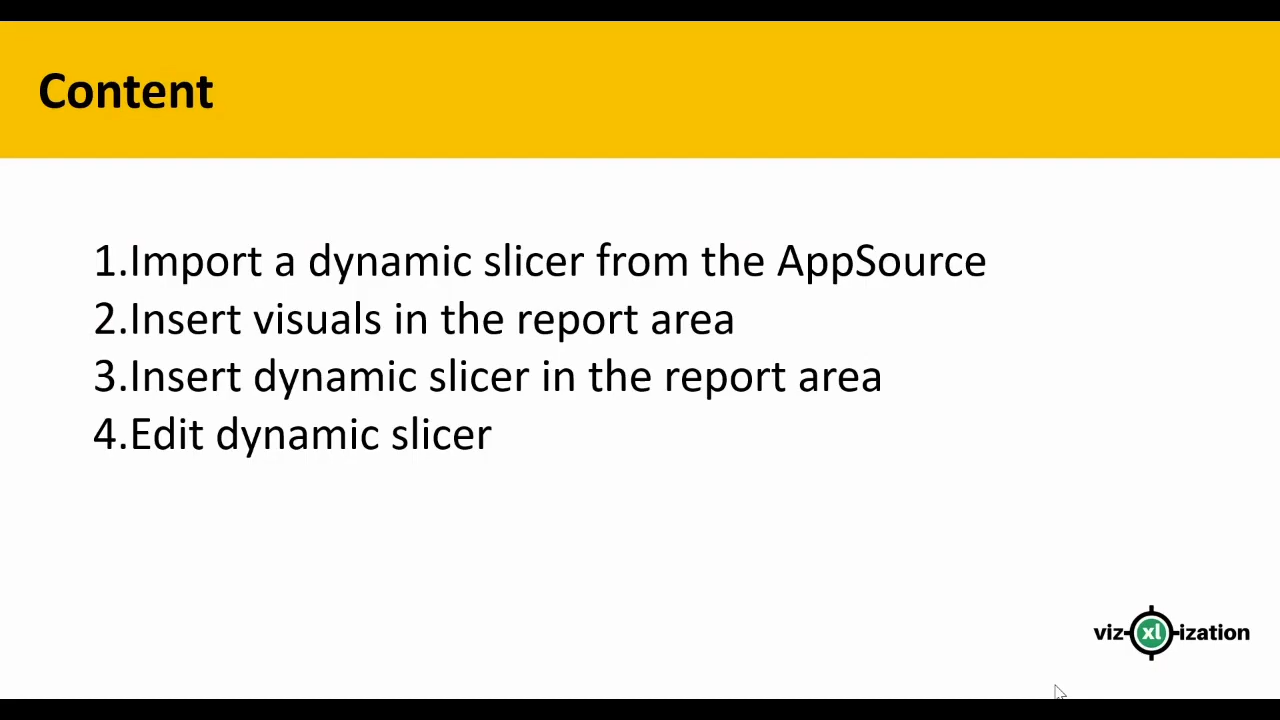 Content
1.Import a dynamic slicer from the AppSource
2.Insert visuals in the report area
3.Insert dynamic slicer in the report area
4.Edit dynamic slicer
viz-xl-ization